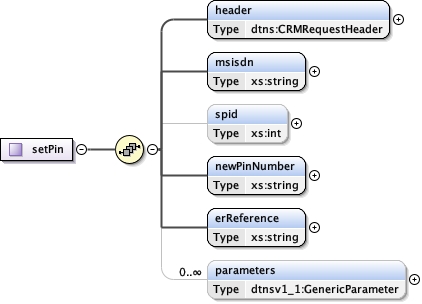 header
Type dtns:CRMRequestHeader
msisdn
Type xs:string
spid
Type xs:int
setPin
newPinNumber
Type xs:string
erReference
Type xs:string
0..∞
parameters
Type dtnsv1_1:GenericParameter